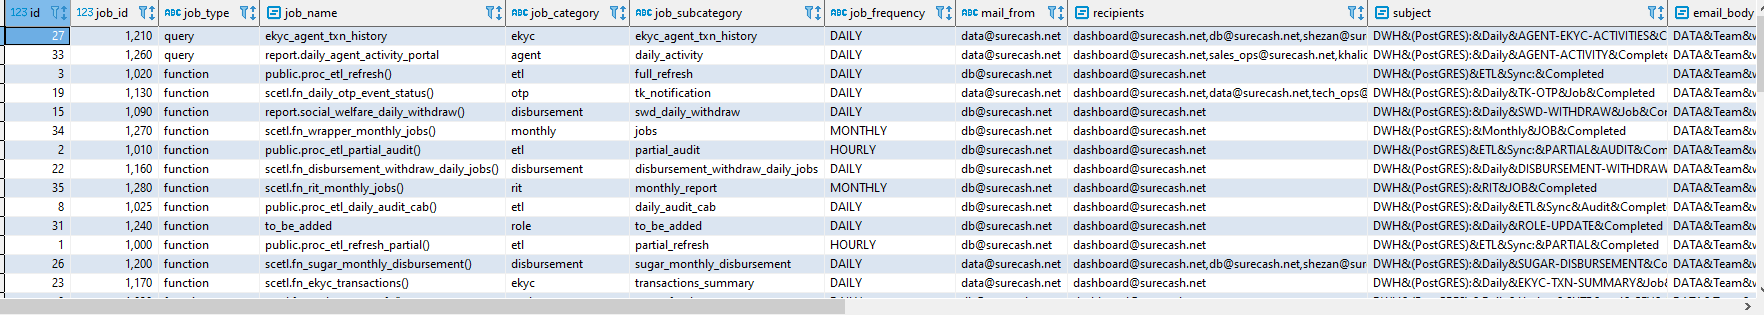 123 id 123 job_id ABC job_type job_name ABC job_category ABC job_subcategory ABC job_frequency ABC mail_from recipients subject email_body
27 1,210 query ekyc_agent_txn_history ekyc ekyc_agent_txn_history DAILY data@surecash.net dashboard@surecash.net,db@surecash.net,shezan@sur DWH&(PostGRES):&Daily&AGENT-EKYC-ACTIVITIES&C DATA&Team&w
33 1,260 query report.daily_agent_activity_portal agent daily_activity DAILY data@surecash.net dashboard@surecash.net,sales_ops@surecash.net,khalic DWH&(PostGRES):&Daily&AGENT-ACTIVITY&Complete DATA&Team&w
3 1,020 function public.proc_etl_refresh() etl full_refresh DAILY db@surecash.net dashboard@surecash.net DWH&(PostGRES)&ETL&Sync:&Completed DATA&Team&w
19 1,130 function scetl.fn_daily_otp_event_status() otp tk_notification DAILY data@surecash.net dashboard@surecash.net,data@surecash.net,tech_ops@ DWH&(PostGRES):&Daily&TK-OTP&Job&Completed DATA&Team&w
15 1,090 function report.social_welfare_daily_withdraw() disbursement swd_daily_withdraw DAILY db@surecash.net dashboard@surecash.net DWH&(PostGRES):&Daily&SWD-WITHDRAW&Job&Co DATA&Team&w
34 1,270 function scetl.fn_wrapper_monthly_jobs() monthly jobs MONTHLY db@surecash.net dashboard@surecash.net DWH&(PostGRES):&Monthly&JOB&Completed DATA&Team&w
2 1,010 function public.proc_etl_partial_audit() etl partial_audit HOURLY db@surecash.net dashboard@surecash.net DWH&(PostGRES)&ETL&Sync:&PARTIAL&AUDIT&Com DATA&Team&w
22 1,160 function scetl.fn_disbursement_withdraw_daily_jobs() disbursement disbursement_withdraw_daily_jobs DAILY db@surecash.net dashboard@surecash.net DWH&(PostGRES):&Daily&DISBURSEMENT-WITHDRAW DATA&Team&w
35 1,280 function scetl.fn_rit_monthly_jobs() rit monthly_report MONTHLY db@surecash.net dashboard@surecash.net DWH&(PostGRES):&RIT&JOB&Completed DATA&Team&w
8 1,025 function public.proc_etl_daily_audit_cab() etl daily_audit_cab DAILY db@surecash.net dashboard@surecash.net DWH&(PostGRES):&Daily&ETL&Sync&Audit&Complet DATA&Team&w
31 1,240 function to_be_added role to_be_added DAILY db@surecash.net dashboard@surecash.net DWH&(PostGRES):&Daily&ROLE-UPDATE&Completed DATA&Team&w
1 1,000 function public.proc_etl_refresh_partial() etl partial_refresh HOURLY db@surecash.net dashboard@surecash.net DWH&(PostGRES)&ETL&Sync:&PARTIAL&Completed DATA&Team&w
26 1,200 function scetl.fn_sugar_monthly_disbursement() disbursement sugar_monthly_disbursement DAILY data@surecash.net dashboard@surecash.net,db@surecash.net,shezan@sur DWH&(PostGRES):&Daily&SUGAR-DISBURSEMENT&Co DATA&Team&w
23 1,170 function scetl.fn_ekyc_transactions() ekyc transactions_summary DAILY data@surecash.net dashboard@surecash.net DWH&(PostGRES):&Daily&EKYC-TXN-SUMMARY&Job& DATA&Team&w